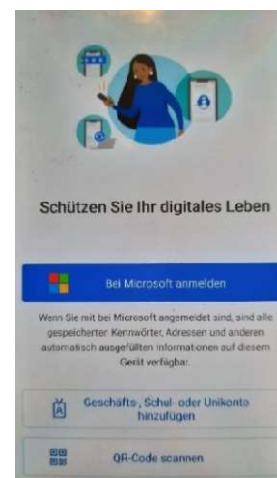 Schützen Sie Ihr digitales Leben
Bei Microsoft anmelden
Wenn Sie mit bei Microsoft angemeldet sind, sind alle
gespeicherter Kennwörter, Adressen und anderen
automatisch ausgefüllten Informationen auf diesem
Gerät verfügbar.
Geschäfts-, Schul- oder Unikonto
hinzufügen
QR-Code scannen